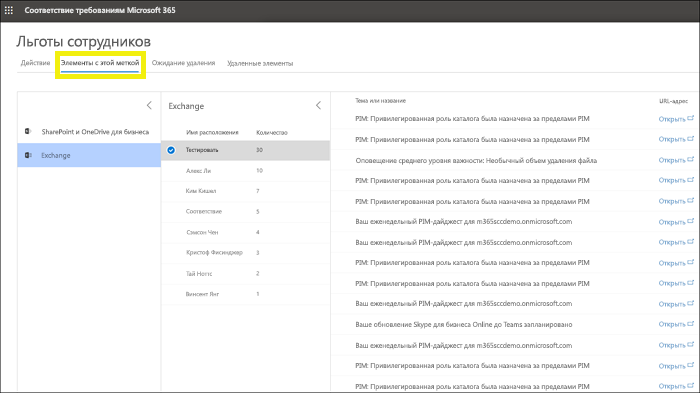 Соответствие требованиям Microsoft 365
Льготы сотрудников
Действие Элементы с этой меткой Ожидание удаления Удаленные элементы
SharePoint и OneDrive для бизнеса
Exchange
Exchange
Имя расположения Количество
Тестировать 30
Алекс Ли 10
Ким Кишел 7
Соответствие 5
Сэмсон Чен 4
Кристоф Фисинджер 3
Тай Ноттс 2
Винсент Янг 1
Тема или название URL-адрес
PIM: Привилегированная роль каталога была назначена за пределами PIM Открыть
PIM: Привилегированная роль каталога была назначена за пределами PIM Открыть
Оповещение среднего уровня важности: Необычный объем удаления файла Открыть
PIM: Привилегированная роль каталога была назначена за пределами PIM Открыть
PIM: Привилегированная роль каталога была назначена за пределами PIM Открыть
Ваш еженедельный PIM-дайджест для m365sccdemo.onmicrosoft.com Открыть
Ваш еженедельный PIM-дайджест для m365sccdemo.onmicrosoft.com Открыть
PIM: Привилегированная роль каталога была назначена за пределами PIM Открыть
PIM: Привилегированная роль каталога была назначена за пределами PIM Открыть
Ваш еженедельный PIM-дайджест для m365sccdemo.onmicrosoft.com Открыть
Ваше обновление Skype для бизнеса Online до Teams запланировано Открыть
Ваш еженедельный PIM-дайджест для m365sccdemo.onmicrosoft.com Открыть
PIM: Привилегированная роль каталога была назначена за пределами PIM Открыть
PIM: Привилегированная роль каталога была назначена за пределами PIM Открыть